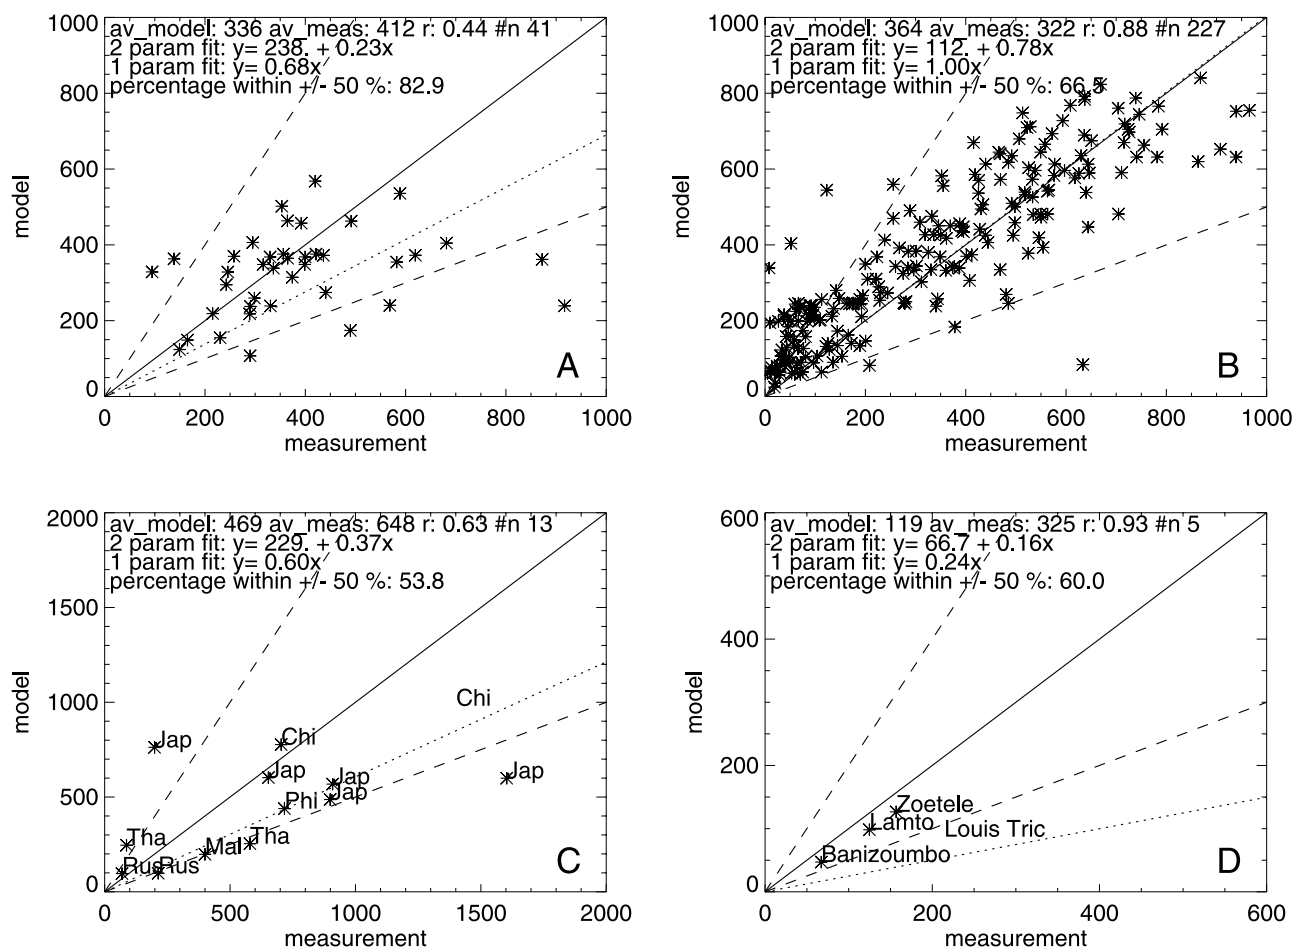 av_model: 336 av_meas: 412 r: 0.44 #n 41
2 param fit: y= 238. + 0.23x
1 param fit: y= 0.68x
percentage within +/- 50 %: 82.9
1000
800
600
400
200
0
model
A
0 200 400 600 800 1000
measurement
av_model: 364 av_meas: 322 r: 0.88 #n 227
2 param fit: y= 112. + 0.78x
1 param fit: y= 1.00x
percentage within +/- 50 %: 66.5
1000
800
600
400
200
0
model
B
0 200 400 600 800 1000
measurement
av_model: 469 av_meas: 648 r: 0.63 #n 13
2 param fit: y= 229. + 0.37x
1 param fit: y= 0.60x
percentage within +/- 50 %: 53.8
2000
1500
1000
500
0
model
Chi
Jap
Chi
Jap
Jap
Jap
Jap
Phi
Tha
Mal
Tha
Rus
Rus
C
0 500 1000 1500 2000
measurement
av_model: 119 av_meas: 325 r: 0.93 #n 5
2 param fit: y= 66.7 + 0.16x
1 param fit: y= 0.24x
percentage within +/- 50 %: 60.0
600
400
200
0
model
Zoetele
Lamto
Louis Tric
Banizoumbo
D
0 200 400 600
measurement